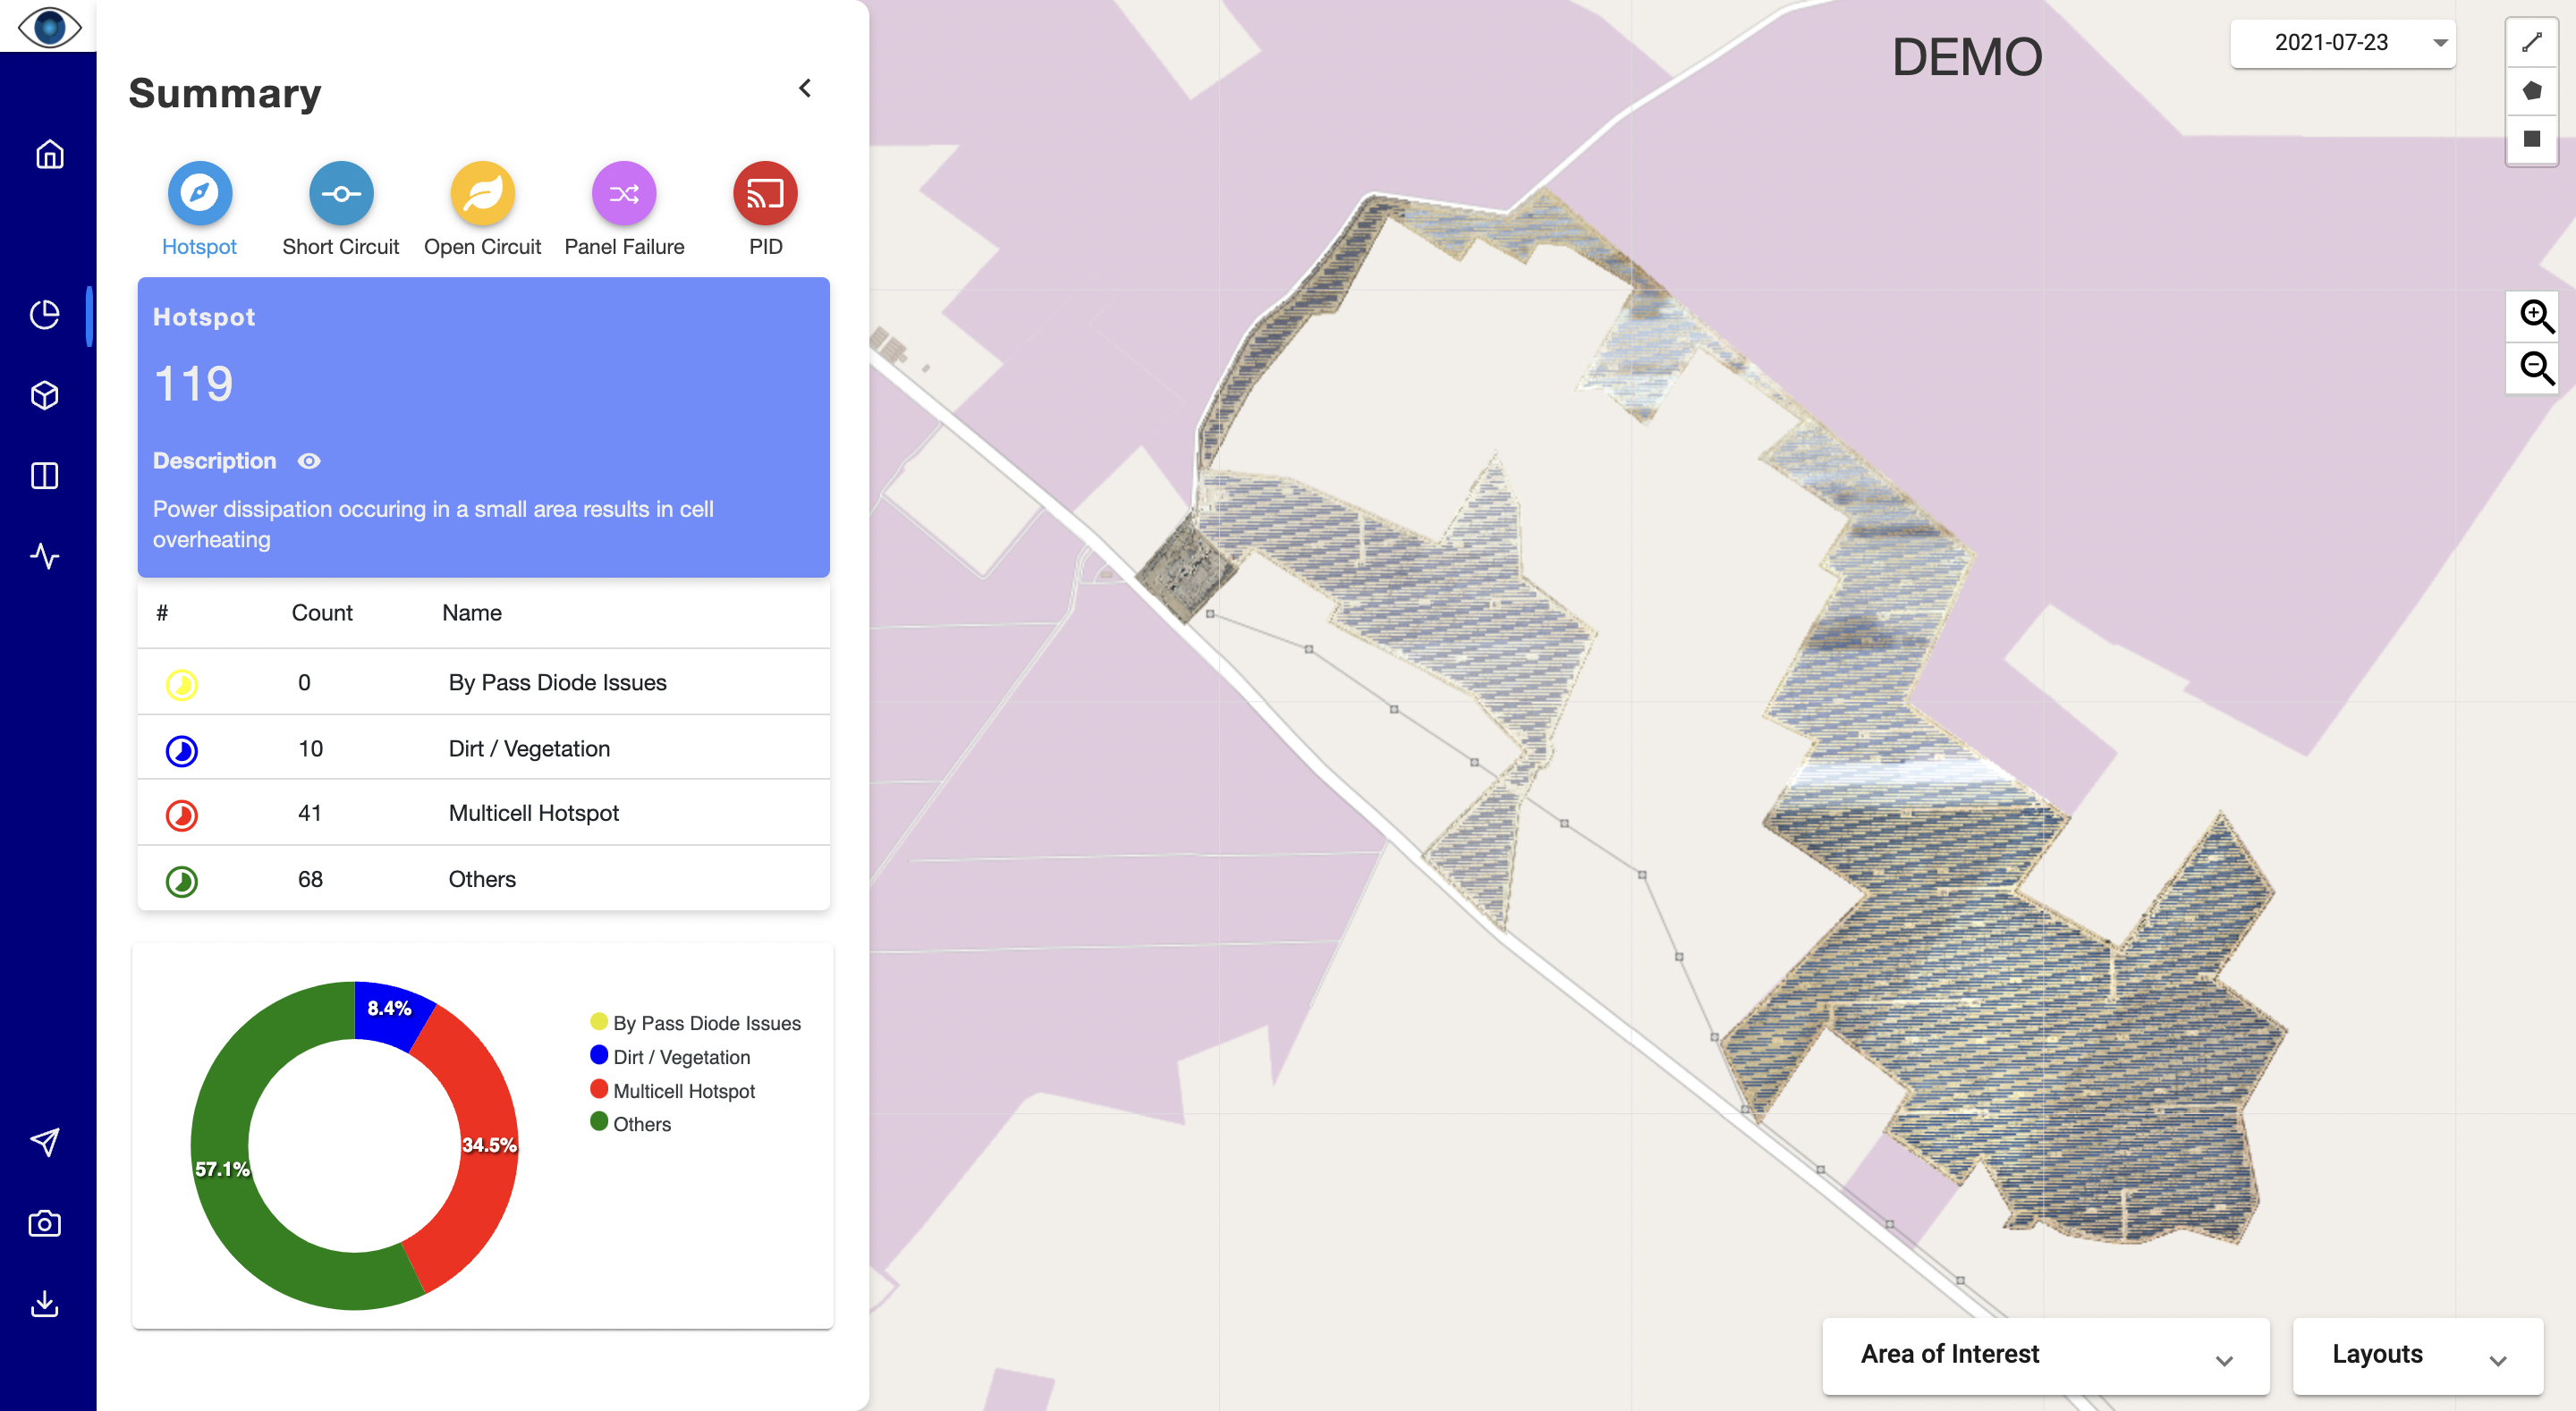 Summary
Hotspot
Short Circuit
Open Circuit
Panel Failure
PID
Hotspot
119
Description
Power dissipation occuring in a small area results in cell
overheating
# Count Name
0 By Pass Diode Issues
10 Dirt / Vegetation
41 Multicell Hotspot
68 Others
8.4%
34.5%
57.1%
By Pass Diode Issues
Dirt / Vegetation
Multicell Hotspot
Others
DEMO
2021-07-23
Area of Interest
Layouts